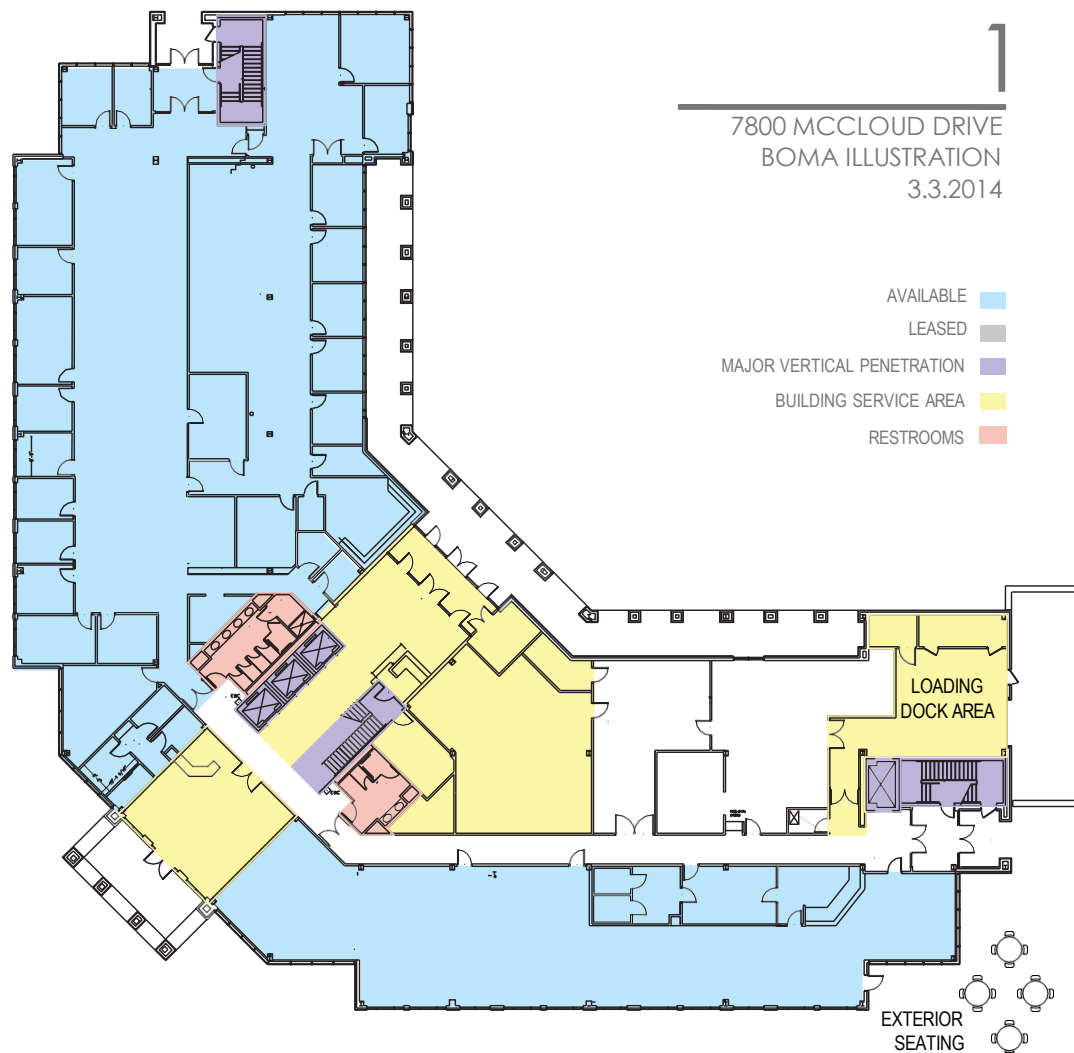 1
7800 MCCLOUD DRIVE
BOMA ILLUSTRATION
3.3.2014
AVAILABLE
LEASED
MAJOR VERTICAL PENETRATION
BUILDING SERVICE AREA
RESTROOMS
LOADING
DOCK AREA
EXTERIOR
SEATING